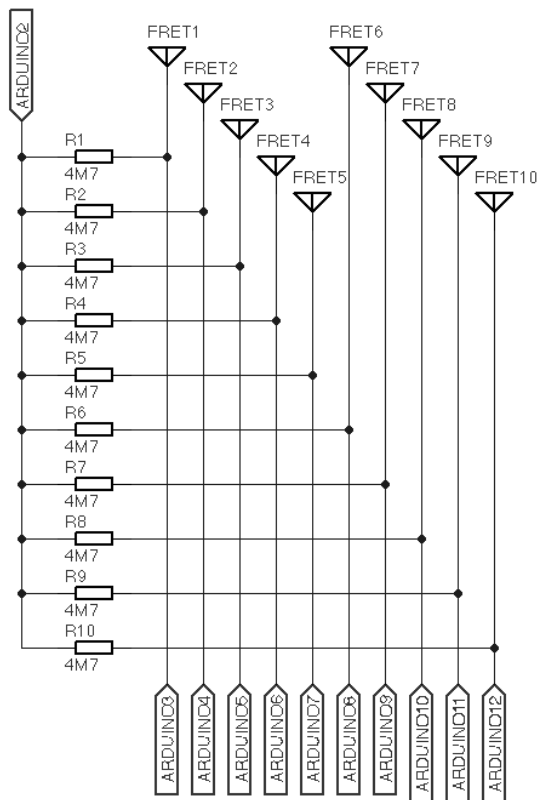 ARDUINO2
FRET1
FRET2
FRET3
FRET4
FRET5
FRET6
FRET7
FRET8
FRET9
FRET10
R1
4M7
R2
4M7
R3
4M7
R4
4M7
R5
4M7
R6
4M7
R7
4M7
R8
4M7
R9
4M7
R10
4M7
ARDUINO3
ARDUINO4
ARDUINO5
ARDUINO6
ARDUINO7
ARDUINO8
ARDUINO9
ARDUINO10
ARDUINO11
ARDUINO12